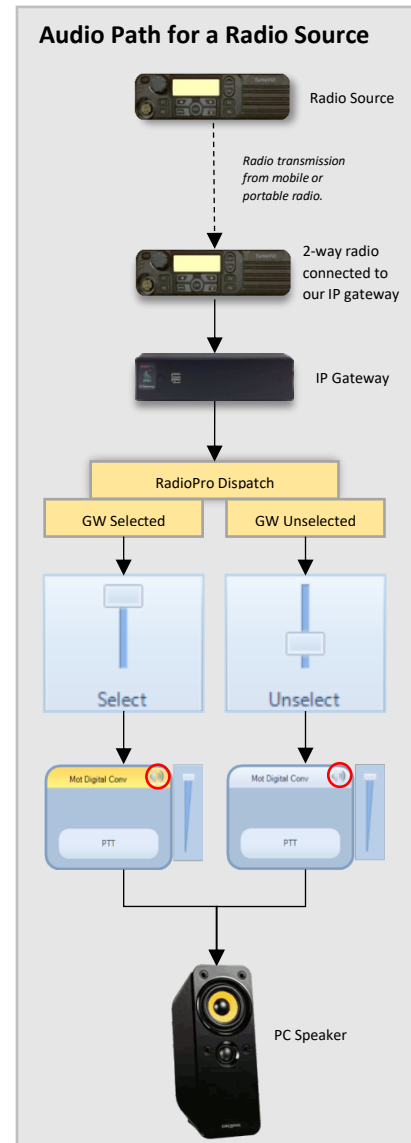 Audio Path for a Radio Source
Radio Source
Radio transmission
from mobile or
portable radio.
2-way radio
connected to
our IP gateway
IP Gateway
RadioPro Dispatch
GW Selected
GW Unselected
Select
Unselect
Mot Digital Conv
Mot Digital Conv
PTT
PTT
PC Speaker